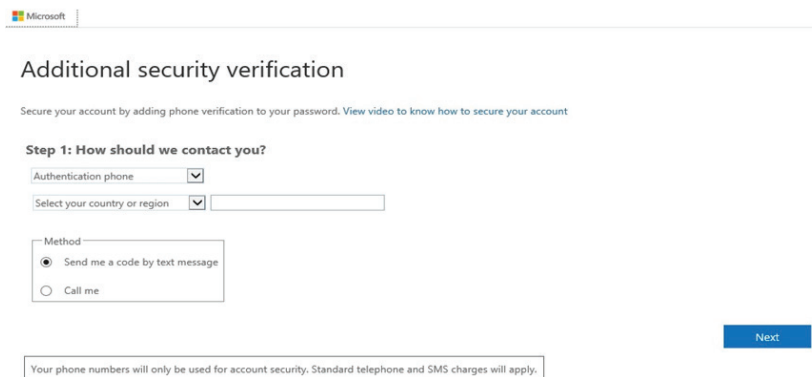 Microsoft
Additional security verification
Secure your account by adding phone verification to your password. View video to know how to secure your account
Step 1: How should we contact you?
Authentication phone
Select your country or region
Method
Send me a code by text message
Call me
Next
Your phone numbers will only be used for account security. Standard telephone and SMS charges will apply.